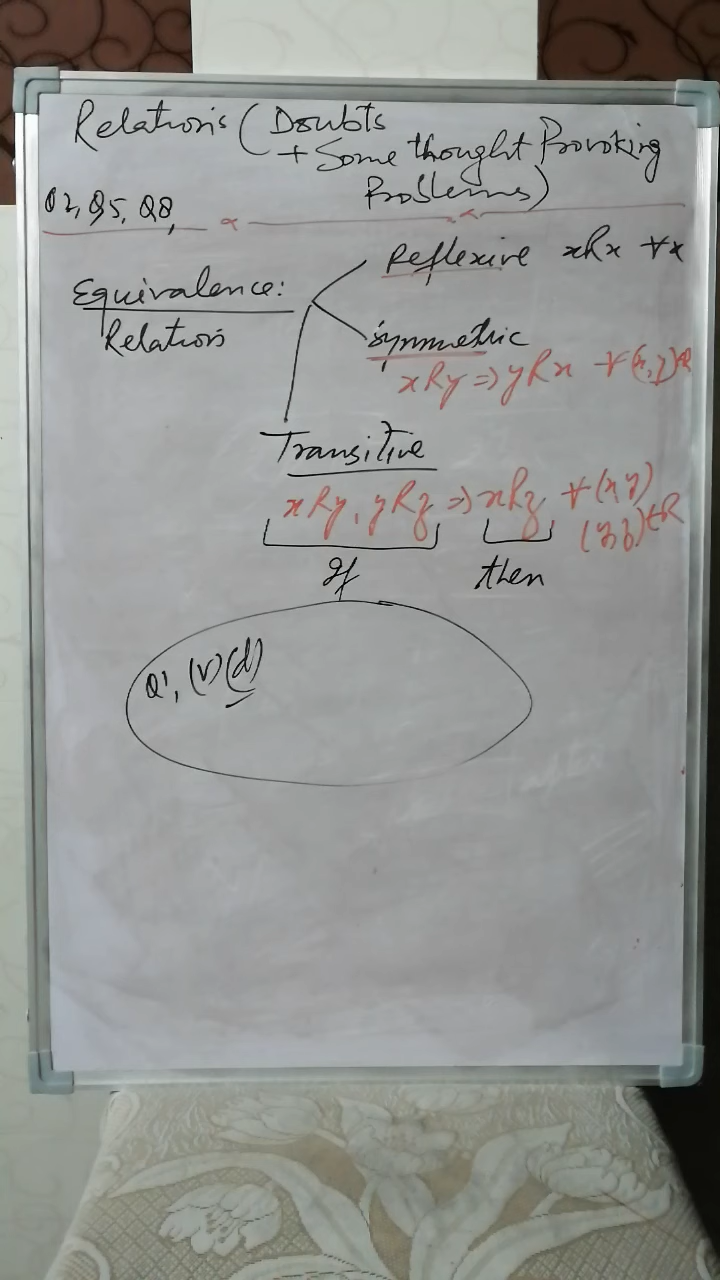 Relations (Doubts
+ Some thought Provoking
Problems)
Q2, Q5, Q8,
Equivalence:
Relation
Reflexive xRx ∀x
Symmetric
xRy => yRx ∀(x,y)∈R
Transitive
xRy, yRz => xRz, ∀(x,y)
(y,z)∈R
If then
Q1, (v)(d)